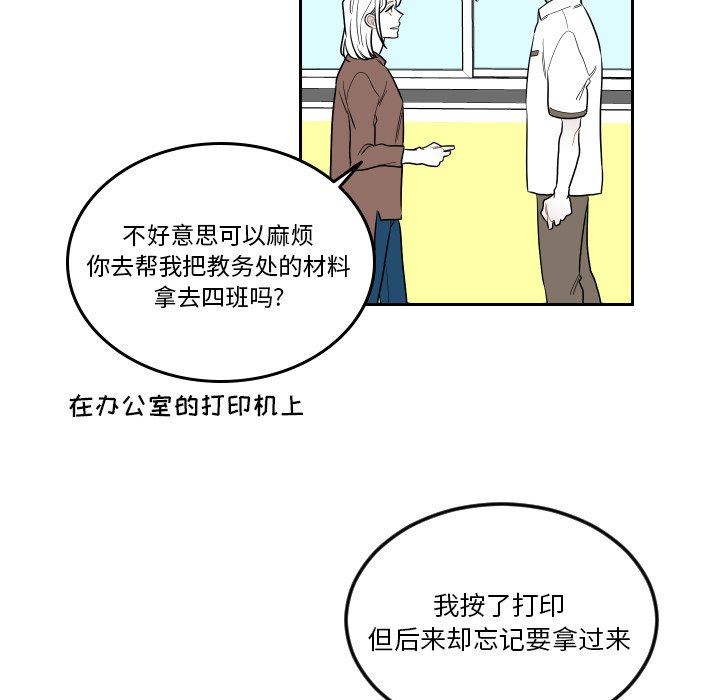 不好意思可以麻烦
你去帮我把教务处的材料
拿去四班吗?
在办公室的打印机上
我按了打印
但后来却忘记要拿过来